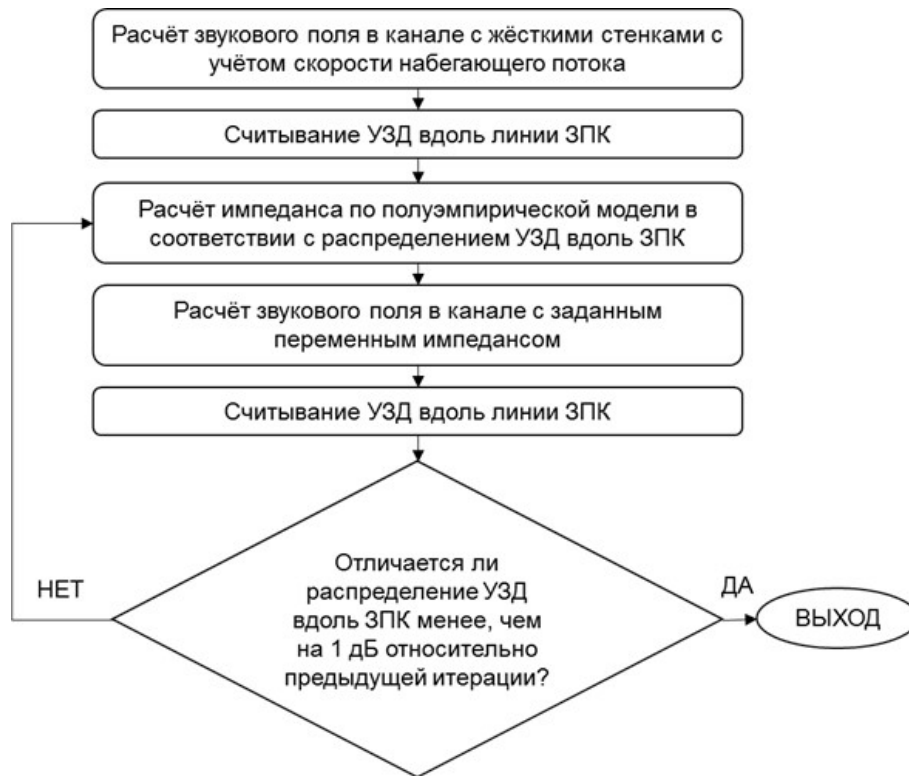 Расчёт звукового поля в канале с жёсткими стенками с
учётом скорости набегающего потока
Считывание УЗД вдоль линии ЗПК
Расчёт импеданса по полуэмпирической модели в
соответствии с распределением УЗД вдоль ЗПК
Расчёт звукового поля в канале с заданным
переменным импедансом
Считывание УЗД вдоль линии ЗПК
Отличается ли
распределение УЗД
вдоль ЗПК менее, чем
на 1 дБ относительно
предыдущей итерации?
НЕТ
ДА
ВЫХОД